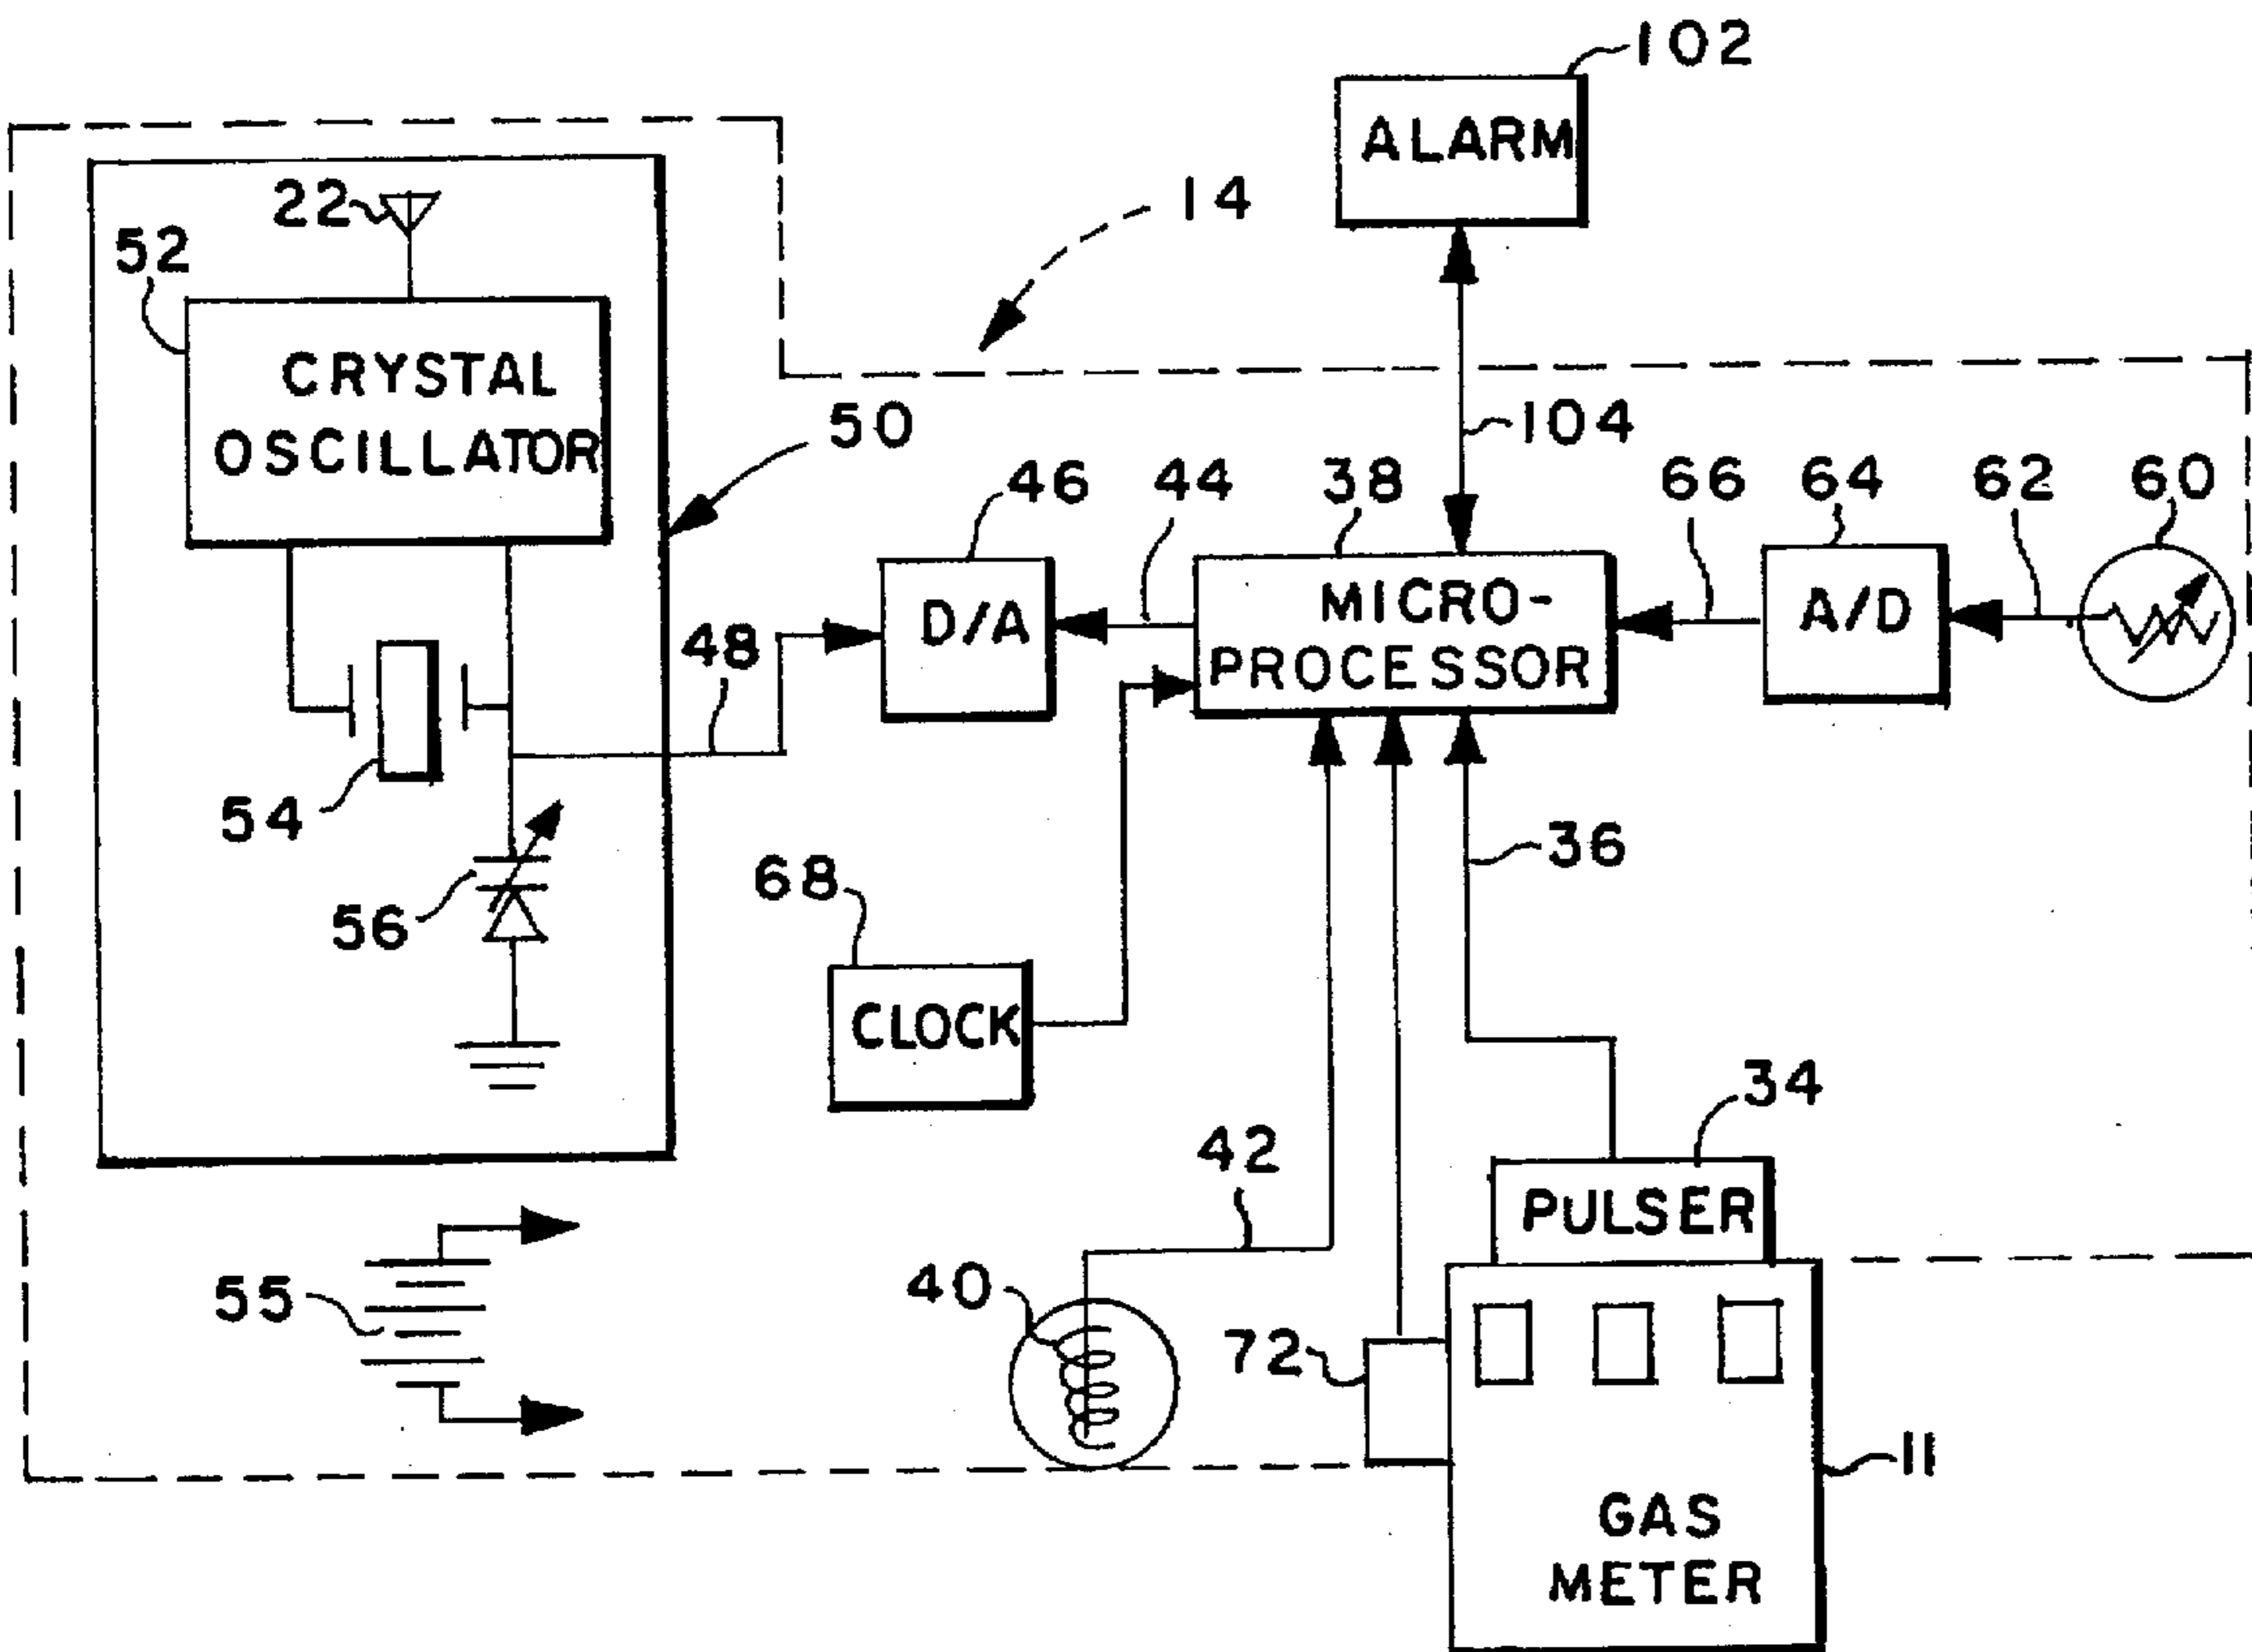 102
ALARM
22
14
52
CRYSTAL
OSCILLATOR
50
104
46
44
38
66
64
62
60
D/A
MICRO-
PROCESSOR
A/D
48
54
36
68
56
CLOCK
34
42
PULSER
55
40
72
11
GAS
METER